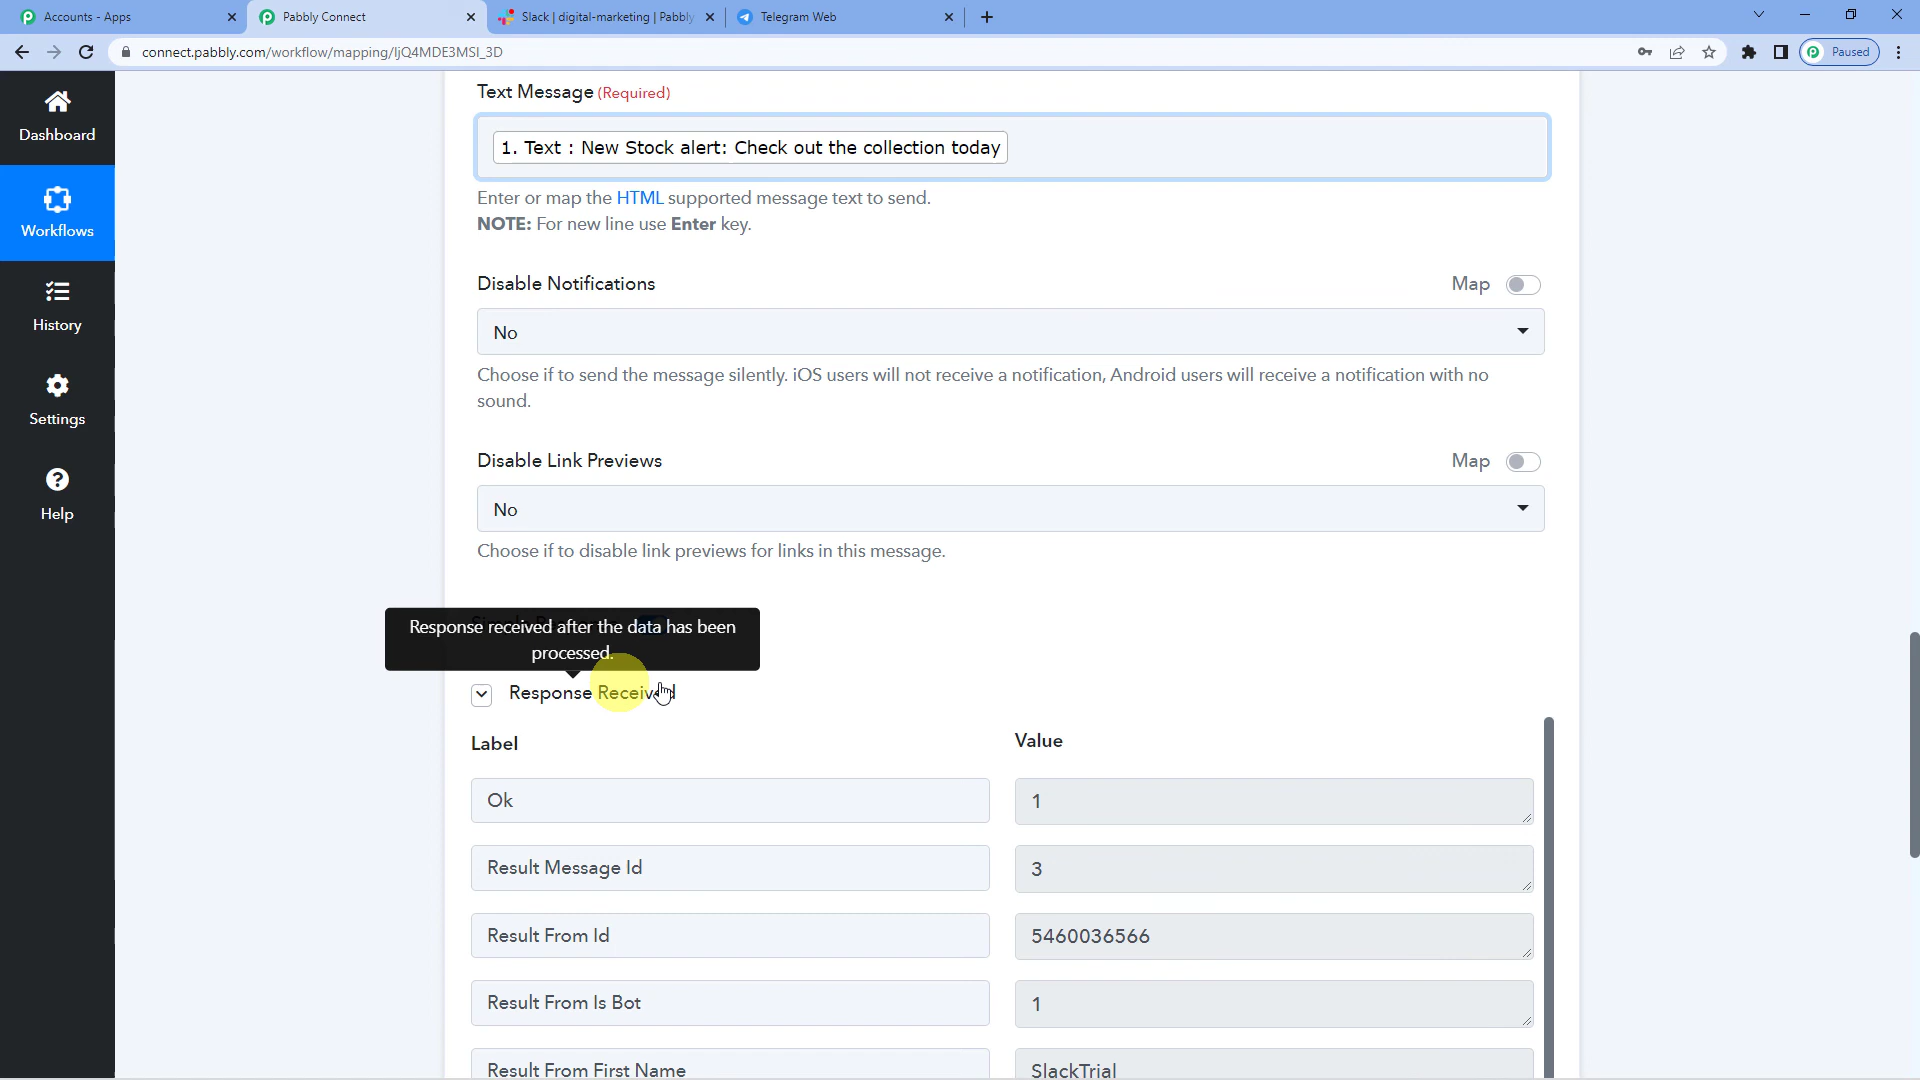 Accounts - Apps
Pabbly Connect
Slack | digital-marketing | Pabbly
Telegram Web
connect.pabbly.com/workflow/mapping/IjQ4MDE3MSI_3D
Paused
Dashboard
Workflows
History
Settings
Help
Text Message (Required)
1. Text : New Stock alert: Check out the collection today
Enter or map the HTML supported message text to send.
NOTE: For new line use Enter key.
Disable Notifications
Map
No
Choose if to send the message silently. iOS users will not receive a notification, Android users will receive a notification with no
sound.
Disable Link Previews
Map
No
Choose if to disable link previews for links in this message.
Response received after the data has been
processed.
Response Received
Label
Value
Ok
1
Result Message Id
3
Result From Id
5460036566
Result From Is Bot
1
Result From First Name
SlackTrial